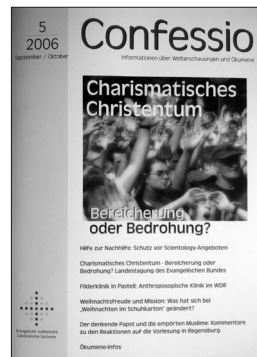 5
2006
September / Oktober
Confessio
Informationen über Weltanschauungen und Ökumene
Charismatisches
Christentum
Bereicherung
oder Bedrohung?
Hilfe zur Nachhilfe: Schutz vor Scientology-Angeboten
Charismatisches Christentum - Bereicherung oder
Bedrohung? Landestagung des Evangelischen Bundes
Filderklinik in Pastell: Anthroposophische Klinik im WDR
Weihnachtsfreude und Mission: Was hat sich bei
„Weihnachten im Schuhkarton" geändert?
Der denkende Papst und die empörten Muslime: Kommentare
zu den Reaktionen auf die Vorlesung in Regensburg
Ökumene-Infos
Evangelisch-Lutherische
Landeskirche Sachsens